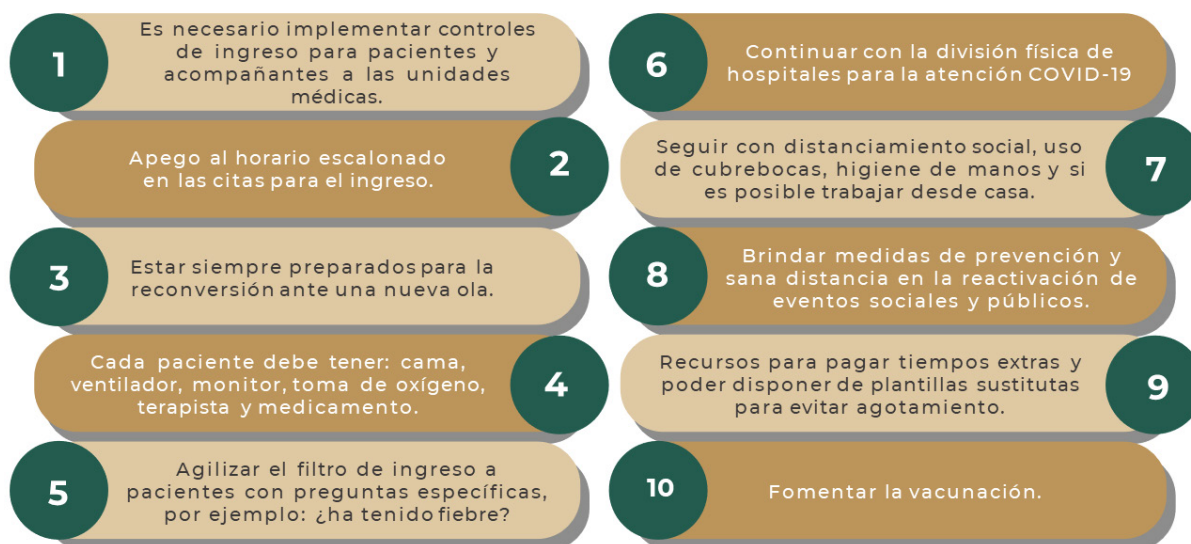 1
Es necesario implementar controles
de ingreso para pacientes y
acompañantes a las unidades
médicas.
2
Apego al horario escalonado
en las citas para el ingreso.
3
Estar siempre preparados para la
reconversión ante una nueva ola.
4
Cada paciente debe tener: cama,
ventilador, monitor, toma de oxígeno,
terapista y medicamento.
5
Agilizar el filtro de ingreso a
pacientes con preguntas específicas,
por ejemplo: ¿ha tenido fiebre?
6
Continuar con la división física de
hospitales para la atención COVID-19
7
Seguir con distanciamiento social, uso
de cubrebocas, higiene de manos y si
es posible trabajar desde casa.
8
Brindar medidas de prevención y
sana distancia en la reactivación de
eventos sociales y públicos.
9
Recursos para pagar tiempos extras y
poder disponer de plantillas sustitutas
para evitar agotamiento.
10
Fomentar la vacunación.